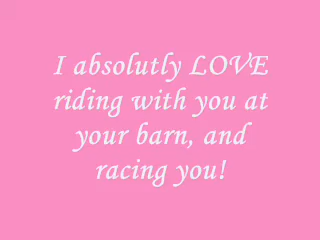 I absolutly LOVE
riding with you at
your barn, and
racing you!